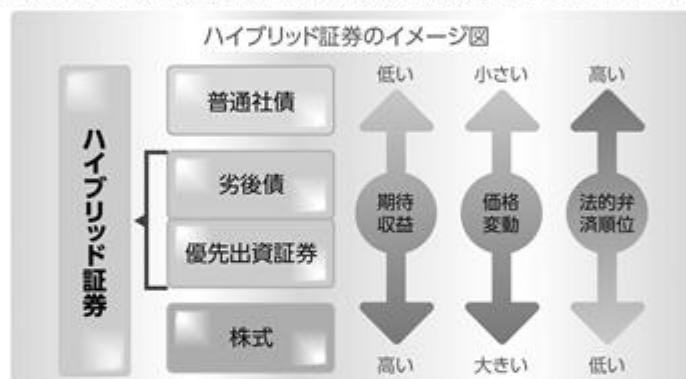 ハイブリッド証券のイメージ図
ハイブリッド証券
普通社債
劣後債
優先出資証券
株式
低い
期待
収益
高い
小さい
価格
変動
大きい
高い
法的弁
済順位
低い